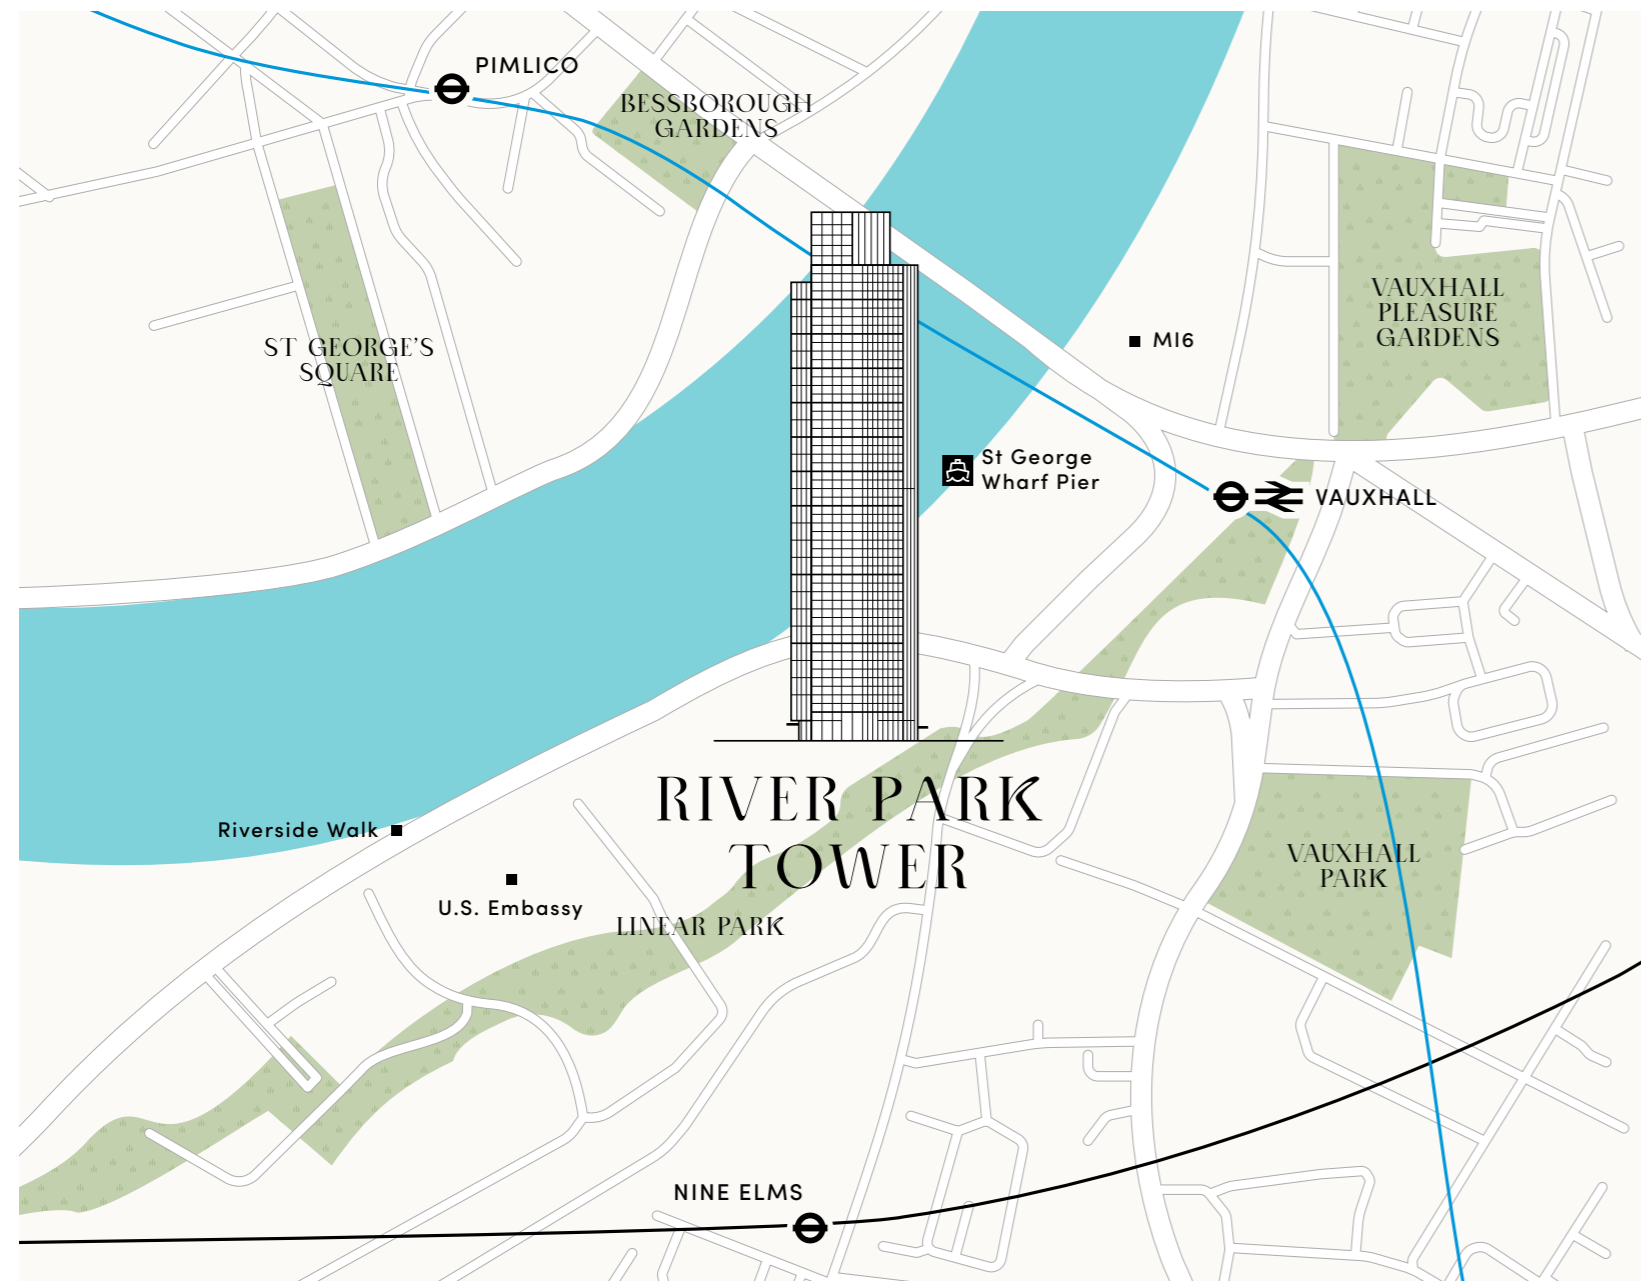 PIMLICO
BESSBOROUGH
GARDENS
VAUXHALL
PLEASURE
GARDENS
MI6
ST GEORGE'S
SQUARE
St George
Wharf Pier
VAUXHALL
RIVER PARK
TOWER
Riverside Walk
U.S. Embassy
LINEAR PARK
VAUXHALL
PARK
NINE ELMS